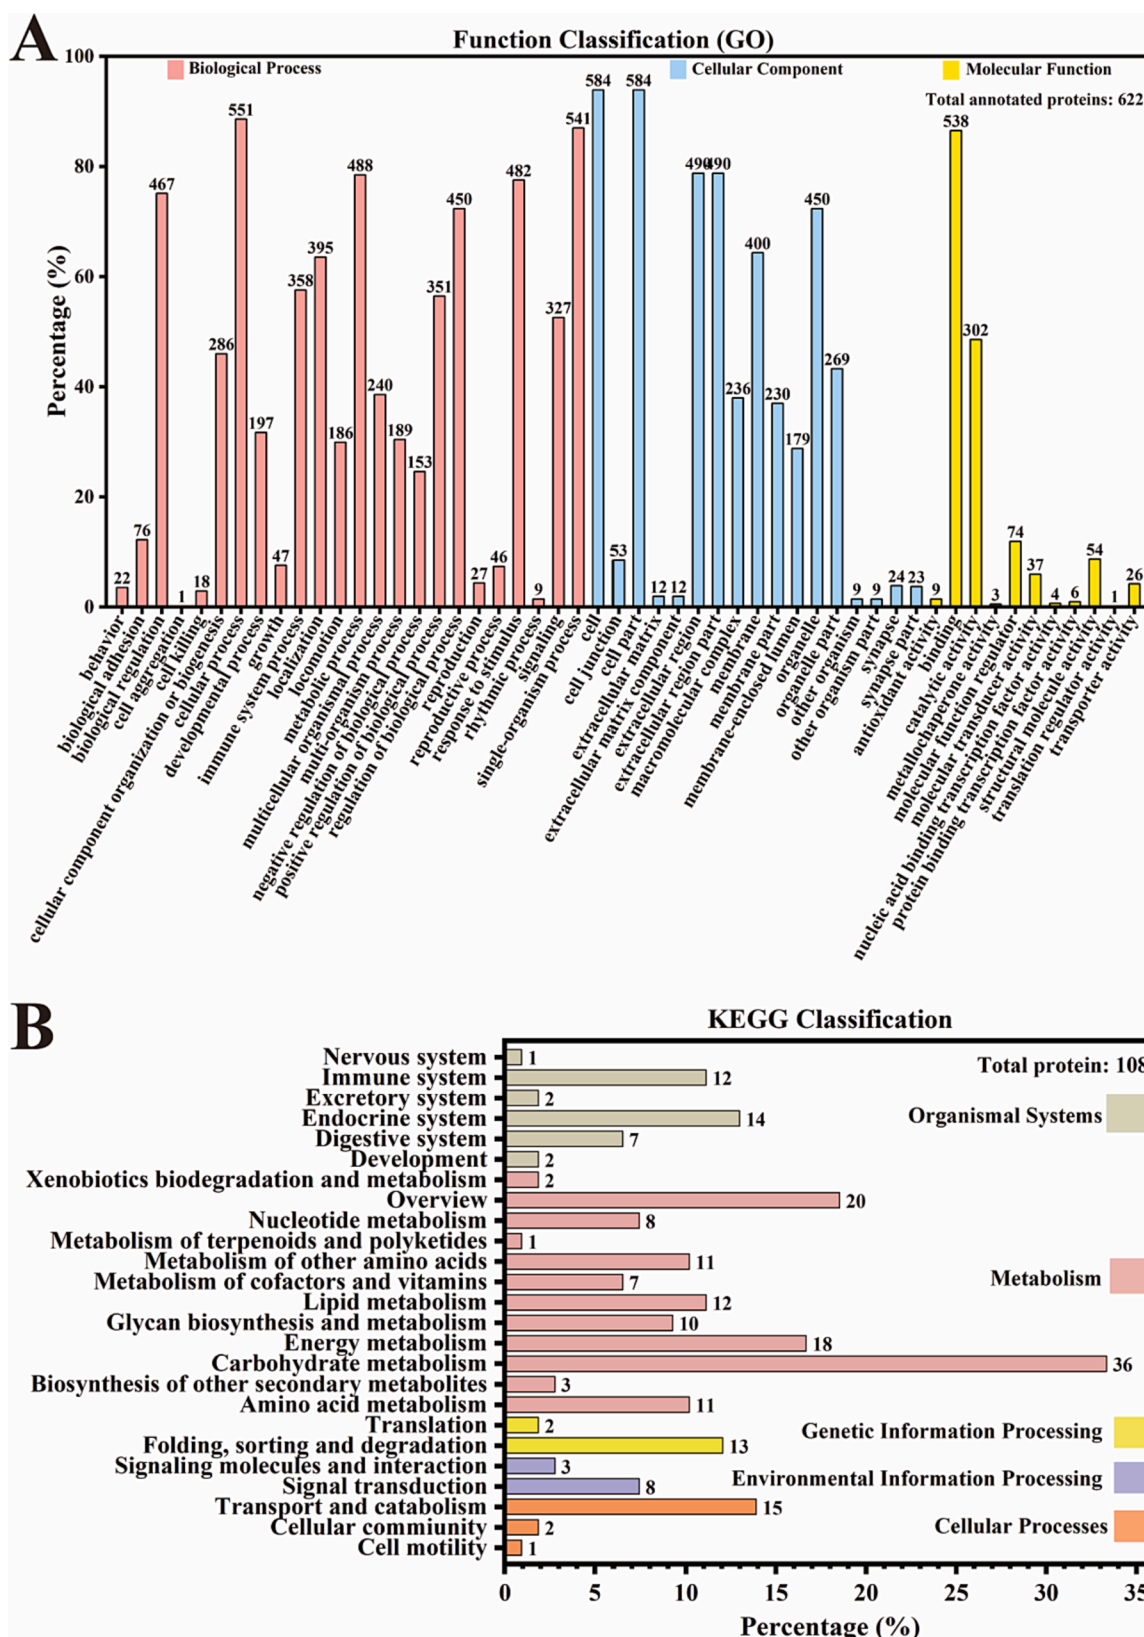 A
Function Classification (GO)
Biological Process
Cellular Component
Molecular Function
Total annotated proteins: 622
Percentage (%)
100
80
60
40
20
0
22
76
467
1
18
286
551
197
47
358
395
186
488
240
189
153
351
450
27
46
482
9
327
541
584
53
584
12
12
490
490
236
400
230
179
450
269
9
9
24
23
9
538
302
3
74
37
4
6
54
1
26
behavior
biological adhesion
biological regulation
cell aggregation
cell killing
cellular component organization or biogenesis
cellular process
developmental process
growth
immune system process
localization
locomotion
metabolic process
multicellular organismal process
multi-organism process
negative regulation of biological process
positive regulation of biological process
regulation of biological process
reproduction
reproductive process
response to stimulus
rhythmic process
signaling
single-organism process
cell
cell junction
cell part
extracellular matrix
extracellular matrix component
extracellular region
extracellular region part
macromolecular complex
membrane
membrane part
membrane-enclosed lumen
organelle
organelle part
other organism
other organism part
synapse
synapse part
antioxidant activity
binding
catalytic activity
metallochaperone activity
molecular function regulator
molecular transducer activity
nucleic acid binding transcription factor activity
protein binding transcription factor activity
structural molecule activity
translation regulator activity
transporter activity
B
KEGG Classification
Total protein: 108
Nervous system 1
Immune system 12
Excretory system 2
Endocrine system 14
Digestive system 7
Development 2
Xenobiotics biodegradation and metabolism 2
Overview 20
Nucleotide metabolism 8
Metabolism of terpenoids and polyketides 1
Metabolism of other amino acids 11
Metabolism of cofactors and vitamins 7
Lipid metabolism 12
Glycan biosynthesis and metabolism 10
Energy metabolism 18
Carbohydrate metabolism 36
Biosynthesis of other secondary metabolites 3
Amino acid metabolism 11
Translation 2
Folding, sorting and degradation 13
Signaling molecules and interaction 3
Signal transduction 8
Transport and catabolism 15
Cellular commiunity 2
Cell motility 1
Organismal Systems
Metabolism
Genetic Information Processing
Environmental Information Processing
Cellular Processes
0 5 10 15 20 25 30 35
Percentage (%)